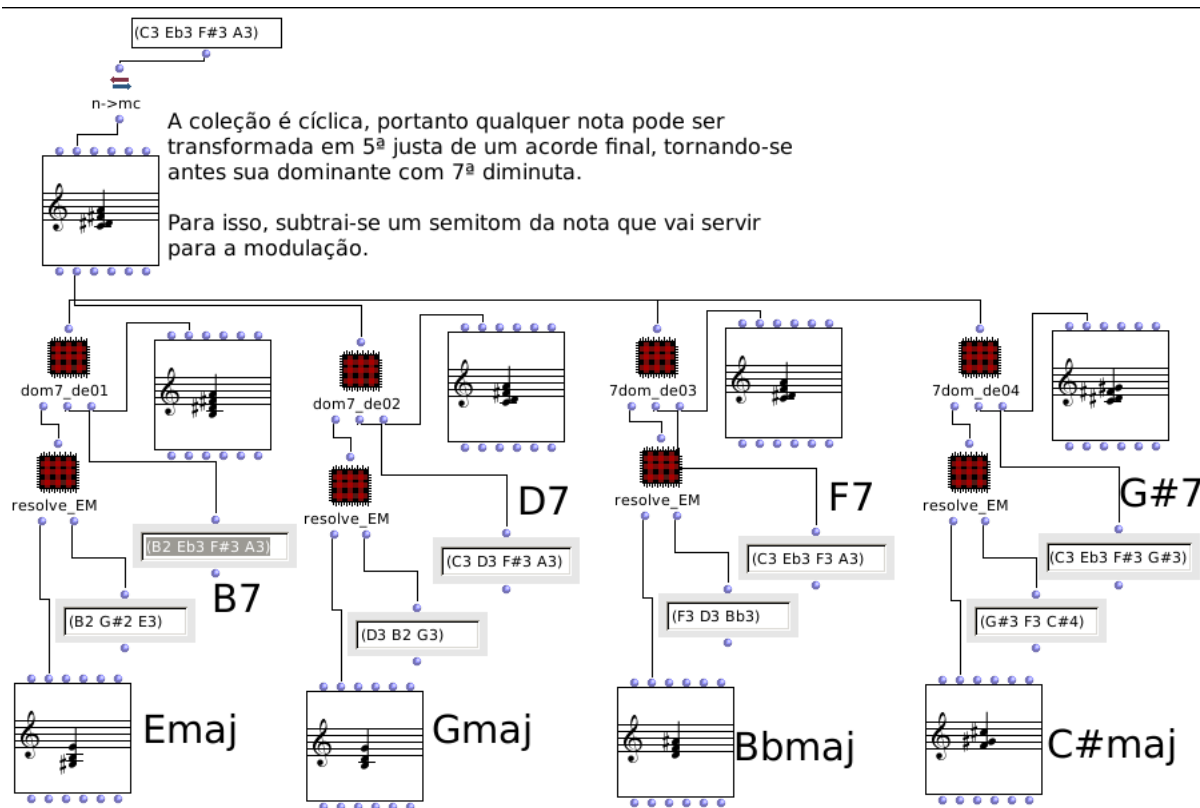 (C3 Eb3 F#3 A3)
n->mc
A coleção é cíclica, portanto qualquer nota pode ser
transformada em 5ª justa de um acorde final, tornando-se
antes sua dominante com 7ª diminuta.
Para isso, subtrai-se um semitom da nota que vai servir
para a modulação.
dom7_de01
resolve_EM
(B2 Eb3 F#3 A3)
B7
(B2 G#2 E3)
Emaj
dom7_de02
resolve_EM
D7
(C3 D3 F#3 A3)
(D3 B2 G3)
Gmaj
7dom_de03
resolve_EM
F7
(C3 Eb3 F3 A3)
(F3 D3 Bb3)
Bbmaj
7dom_de04
resolve_EM
G#7
(C3 Eb3 F#3 G#3)
(G#3 F3 C#4)
C#maj